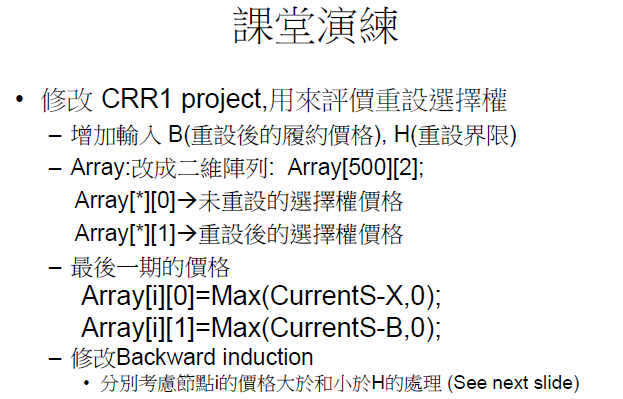 課堂演練
• 修改 CRR1 project,用來評價重設選擇權
– 增加輸入 B(重設後的履約價格), H(重設界限)
– Array:改成二維陣列: Array[500][2];
Array[*][0]→未重設的選擇權價格
Array[*][1]→重設後的選擇權價格
– 最後一期的價格
Array[i][0]=Max(CurrentS-X,0);
Array[i][1]=Max(CurrentS-B,0);
– 修改Backward induction
• 分別考慮節點i的價格大於和小於H的處理 (See next slide)